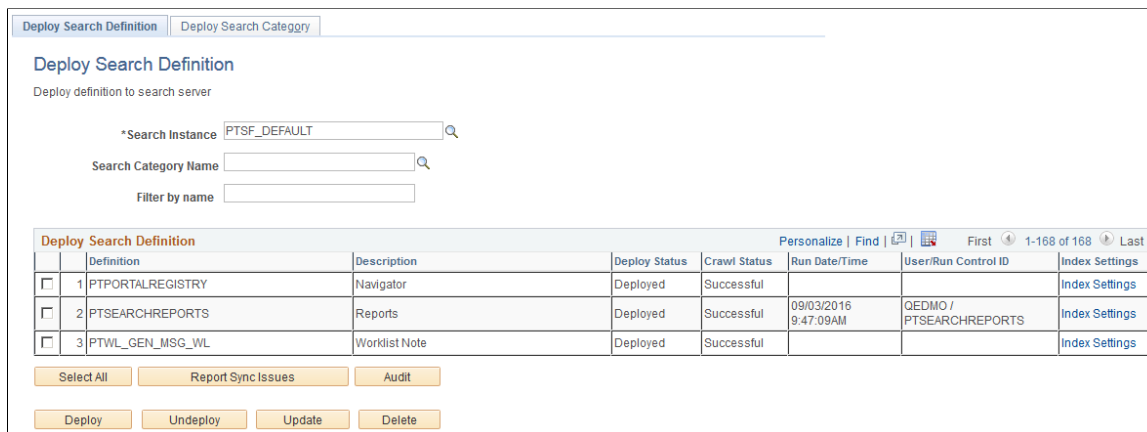 Deploy Search Definition Deploy Search Category
Deploy Search Definition
Deploy definition to search server
*Search Instance PTSF_DEFAULT
Search Category Name
Filter by name
Deploy Search Definition Personalize | Find | | First 1-168 of 168 Last
Definition Description Deploy Status Crawl Status Run Date/Time User/Run Control ID Index Settings
1 PTPORTALREGISTRY Navigator Deployed Successful Index Settings
2 PTSEARCHREPORTS Reports Deployed Successful 09/03/2016 9:47:09AM QEDMO / PTSEARCHREPORTS Index Settings
3 PTWL_GEN_MSG_WL Worklist Note Deployed Successful Index Settings
Select All Report Sync Issues Audit
Deploy Undeploy Update Delete